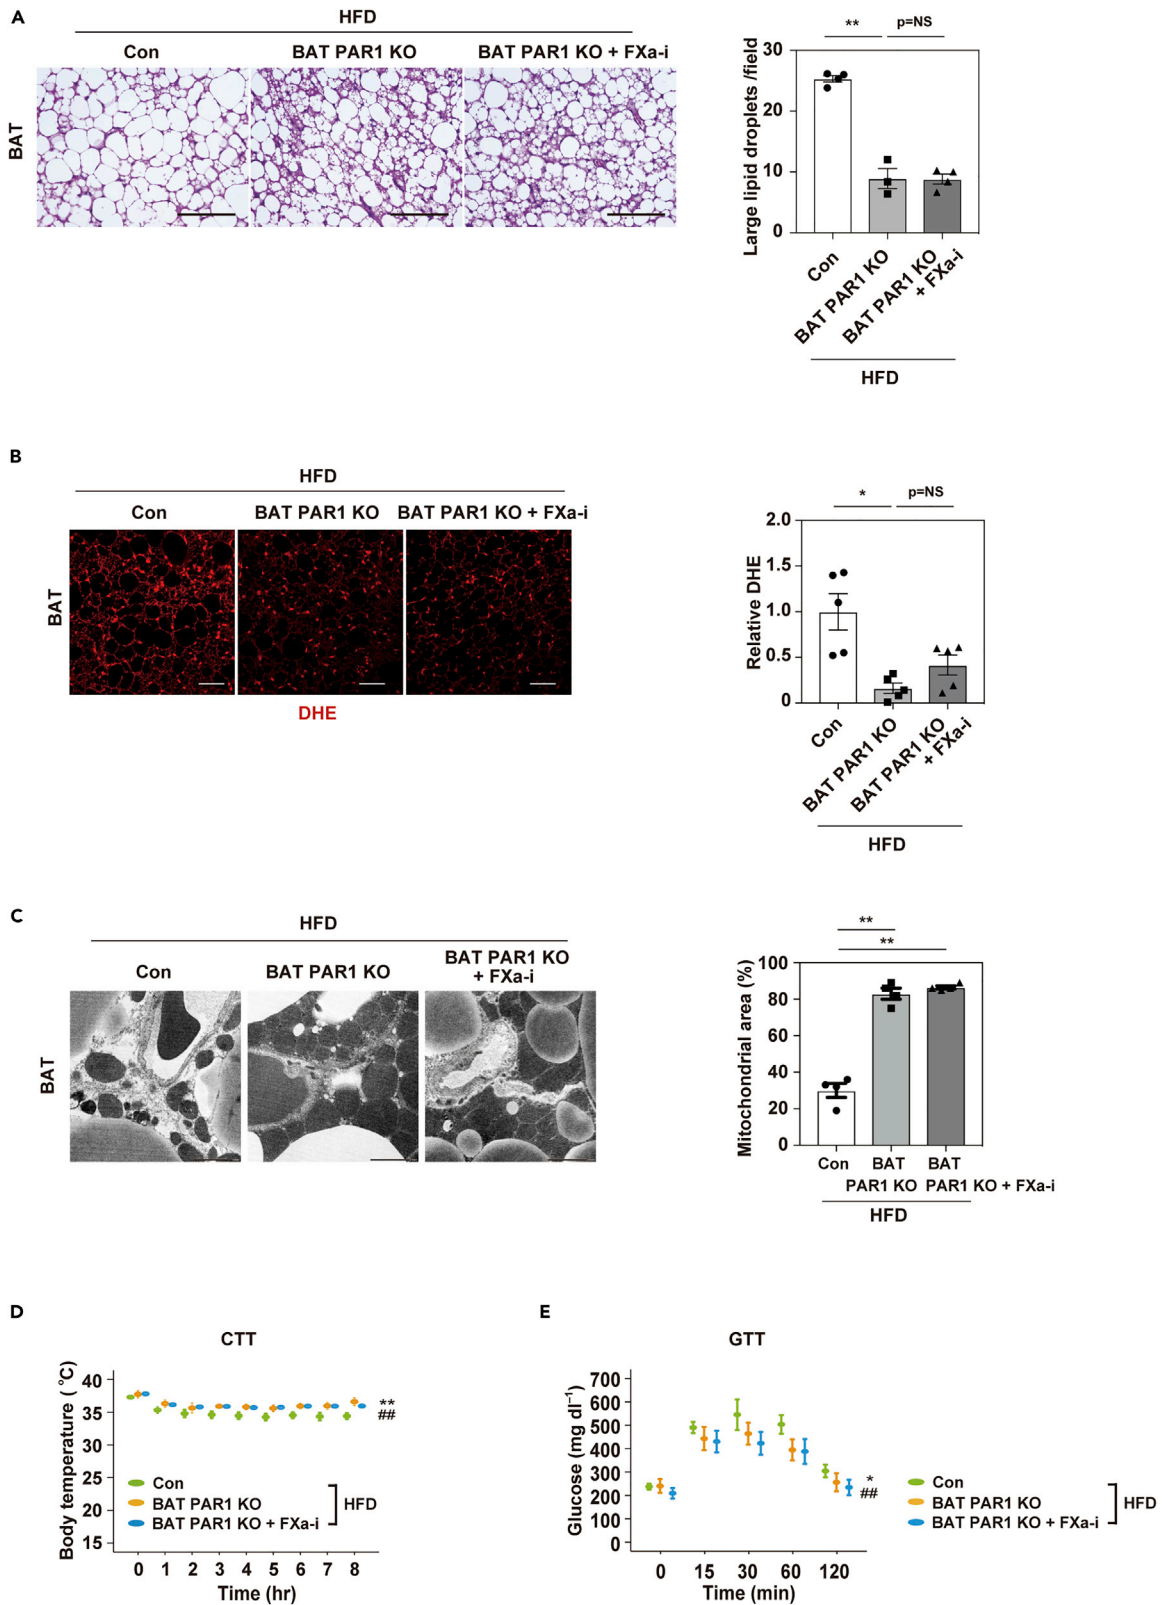 A
HFD
Con
BAT PAR1 KO
BAT PAR1 KO + FXa-i
BAT
**
p=NS
Large lipid droplets /field
30
20
10
0
Con
BAT PAR1 KO
BAT PAR1 KO
+ FXa-i
HFD
B
HFD
Con
BAT PAR1 KO
BAT PAR1 KO + FXa-i
BAT
DHE
*
p=NS
Relative DHE
2.0
1.5
1.0
0.5
0
Con
BAT PAR1 KO
BAT PAR1 KO
+ FXa-i
HFD
C
HFD
Con
BAT PAR1 KO
BAT PAR1 KO
+ FXa-i
BAT
**
**
Mitochondrial area (%)
100
80
60
40
20
0
Con
BAT
PAR1 KO
BAT
PAR1 KO + FXa-i
HFD
D
CTT
Body temperature ( °C)
40
35
30
25
20
15
**
##
Con
BAT PAR1 KO
BAT PAR1 KO + FXa-i
HFD
0 1 2 3 4 5 6 7 8
Time (hr)
E
GTT
Glucose (mg dl⁻¹)
700
600
500
400
300
200
100
0
*
##
Con
BAT PAR1 KO
BAT PAR1 KO + FXa-i
HFD
0 15 30 60 120
Time (min)